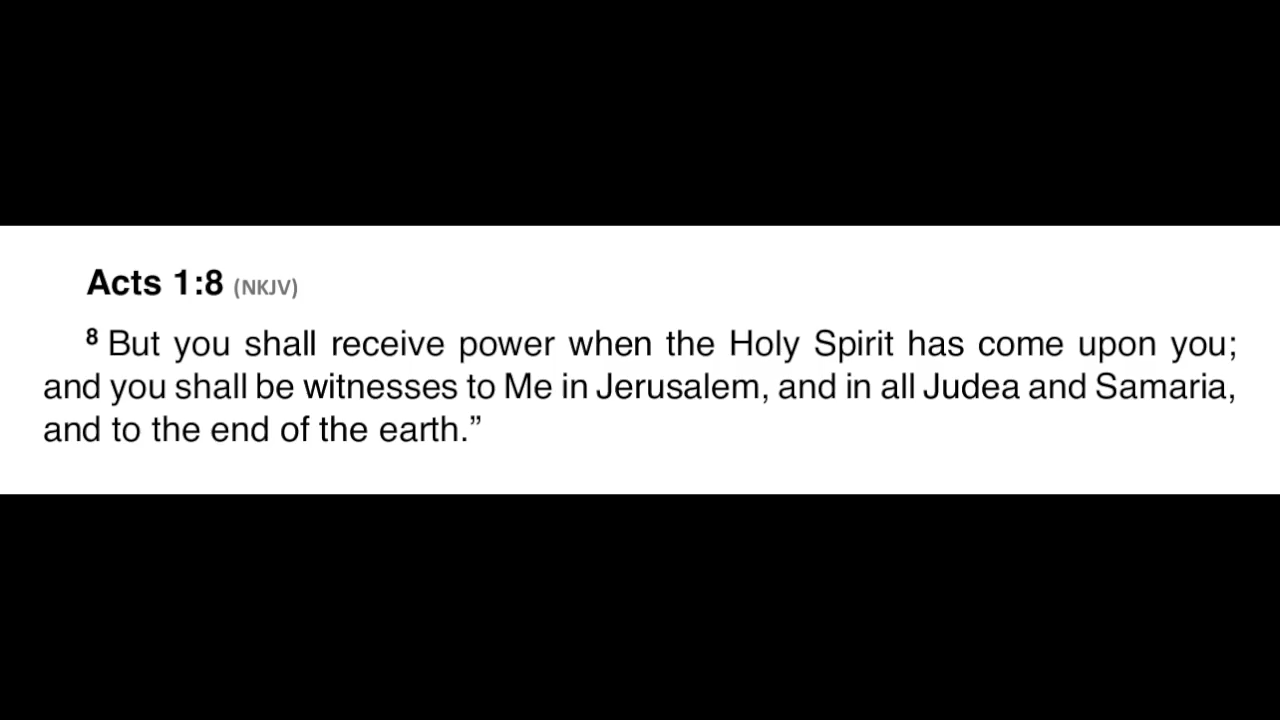 Acts 1:8 (NKJV)
8 But you shall receive power when the Holy Spirit has come upon you;
and you shall be witnesses to Me in Jerusalem, and in all Judea and Samaria,
and to the end of the earth.”